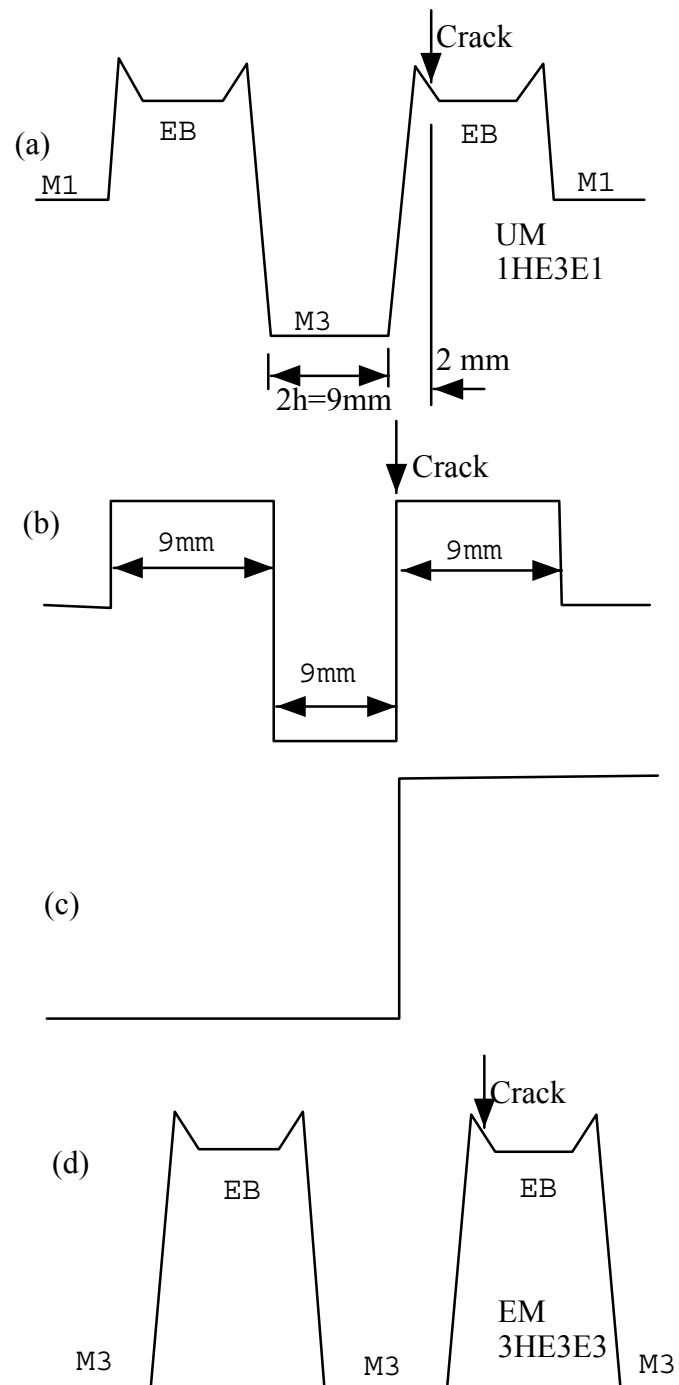 Crack
(a)
EB
EB
M1
M1
UM
1HE3E1
M3
2 mm
2h=9mm
Crack
(b)
9mm
9mm
9mm
(c)
Crack
(d)
EB
EB
EM
3HE3E3
M3
M3
M3